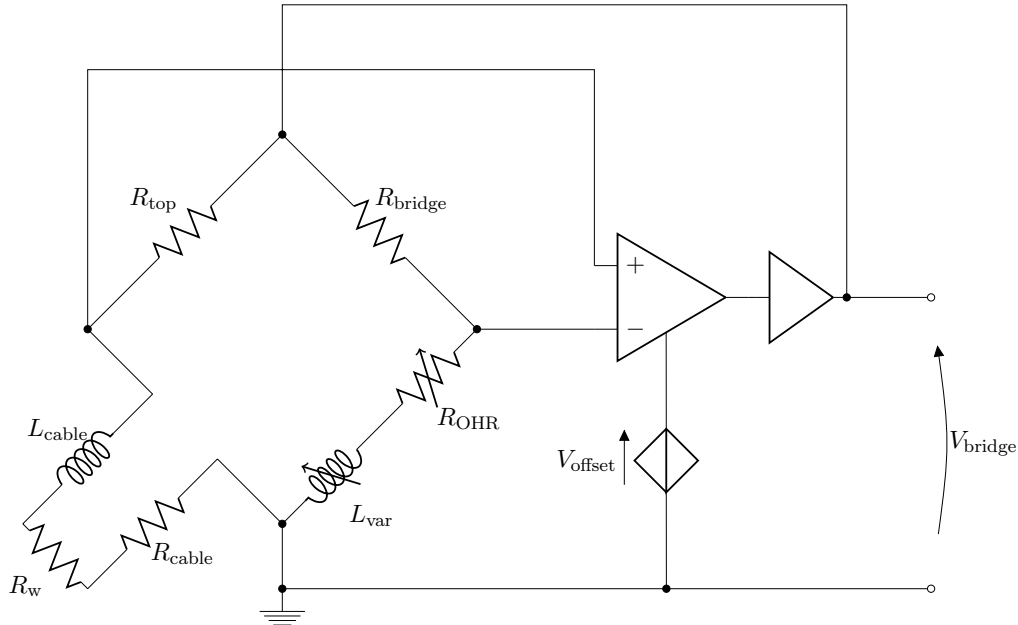 R_top
R_bridge
+
−
L_cable
R_OHR
V_bridge
V_offset
L_var
R_cable
R_w